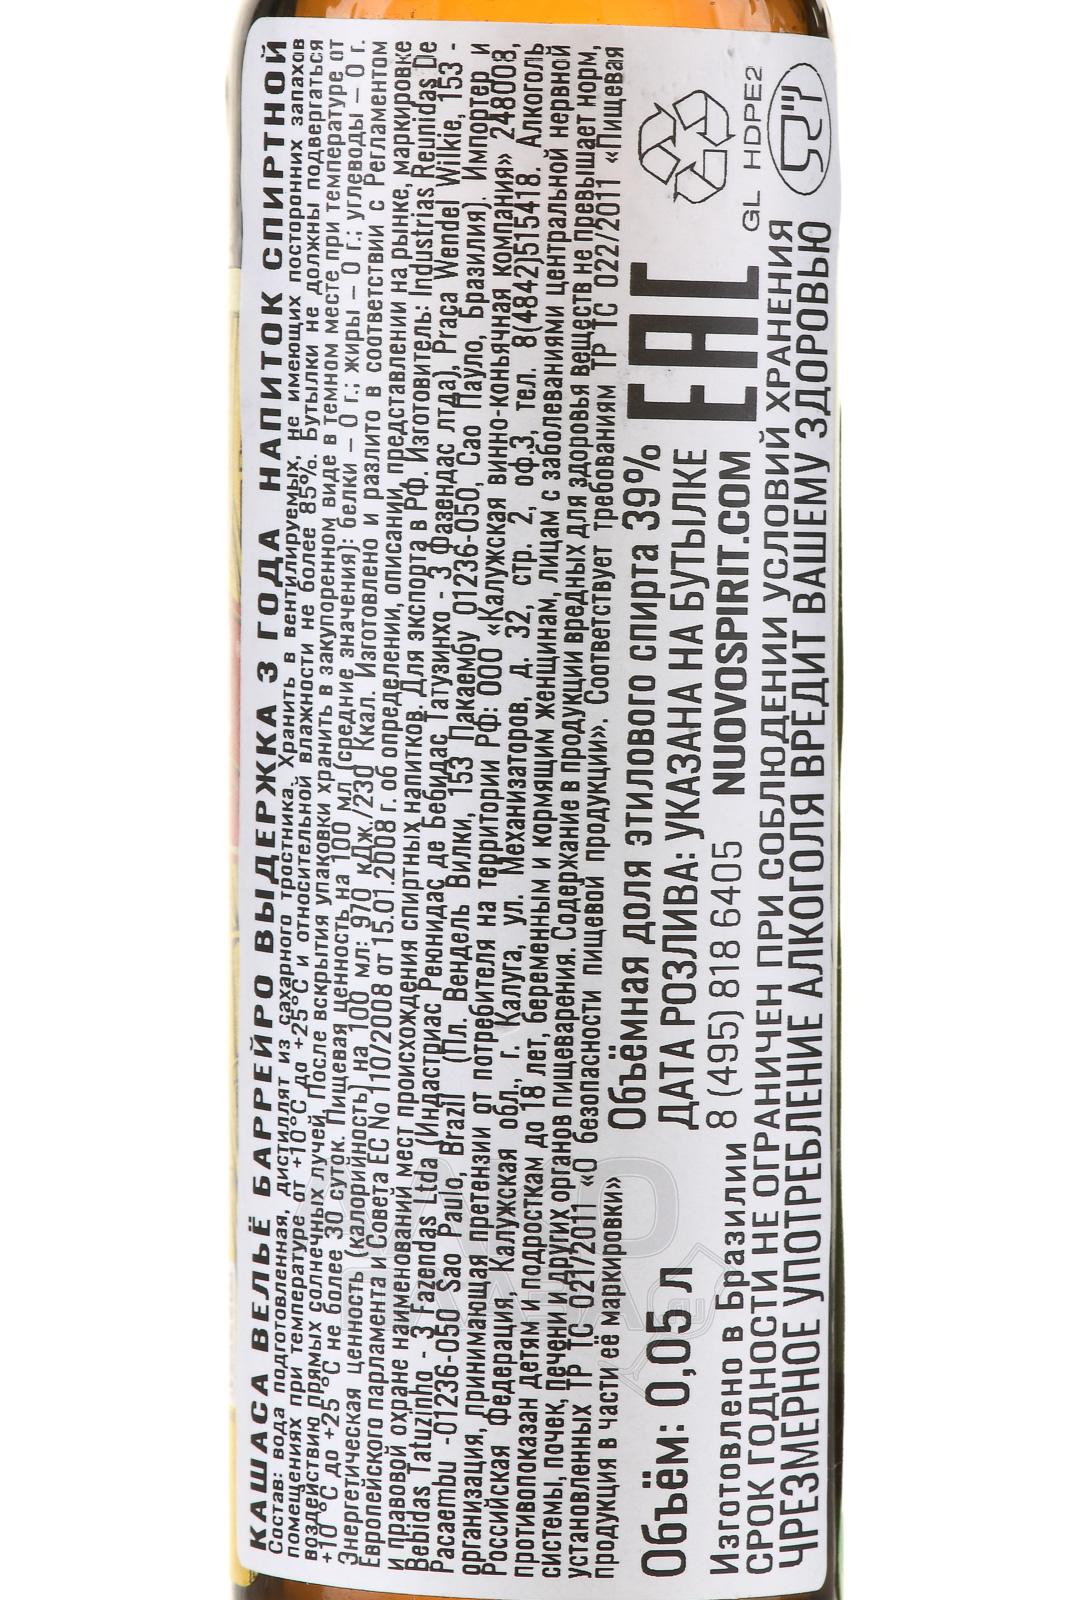 КАШАСА ВЕЛЬЁ БАРРЕЙРО ВЫДЕРЖКА 3 ГОДА НАПИТОК СПИРТНОЙ
Состав: вода подготовленная, дистиллят из сахарного тростника. Хранить в вентилируемых, не имеющих посторонних запахов
помещениях при температуре от +10°С до +25°С и относительной влажности не более 85%. Бутылки не должны подвергаться
воздействию прямых солнечных лучей. После вскрытия упаковки хранить в закупоренном виде в темном месте при температуре от
+10°С до +25 °С не более 30 суток. Пищевая ценность на 100 мл (средние значения): белки – 0 г.; жиры – 0 г.; углеводы – 0 г.
Энергетическая ценность (калорийность) на 100 мл: 970 кДж./230 Ккал. Изготовлено и разлито в соответствии с Регламентом
Европейского парламента и Совета ЕС No 110/2008 от 15.01.2008 г. об определении, описании, представлении на рынке, маркировке
и правовой охране наименований мест происхождения спиртных напитков. Для экспорта в РФ. Изготовитель: Industrias Reunidas De
Bebidas Tatuzinho - 3 Fazendas Ltda (Индастриас Реюнидас де Бебидас Татузинхо - 3 Фазендас лтда), Praça Wendel Wilkie, 153 -
Pacaembu -01236-050 Sao Paulo, Brazil (Пл. Вендель Вилки, 153 Пакаембу 01236-050, Сао Пауло, Бразилия). Импортер и
организация, принимающая претензии от потребителя на территории РФ: ООО «Калужская винно-коньячная компания» 248008,
Российская федерация, Калужская обл., г. Калуга, ул. Механизаторов, д. 32, стр. 2, оф.3, тел. 8(4842)515418. Алкоголь
противопоказан детям и подросткам до 18 лет, беременным и кормящим женщинам, лицам с заболеваниями центральной нервной
системы, почек, печени и других органов пищеварения. Содержание в продукции вредных для здоровья веществ не превышает норм,
установленных ТР ТС 021/2011 «О безопасности пищевой продукции». Соответствует требованиям ТР ТС 022/2011 «Пищевая
продукция в части её маркировки»
Объём: 0,05 л
Объёмная доля этилового спирта 39%
ДАТА РОЗЛИВА: УКАЗАНА НА БУТЫЛКЕ
EAC
GL HDPE2
Изготовлено в Бразилии 8 (495) 818 6405 NUOVOSPIRIT.COM
СРОК ГОДНОСТИ НЕ ОГРАНИЧЕН ПРИ СОБЛЮДЕНИИ УСЛОВИЙ ХРАНЕНИЯ
ЧРЕЗМЕРНОЕ УПОТРЕБЛЕНИЕ АЛКОГОЛЯ ВРЕДИТ ВАШЕМУ ЗДОРОВЬЮ